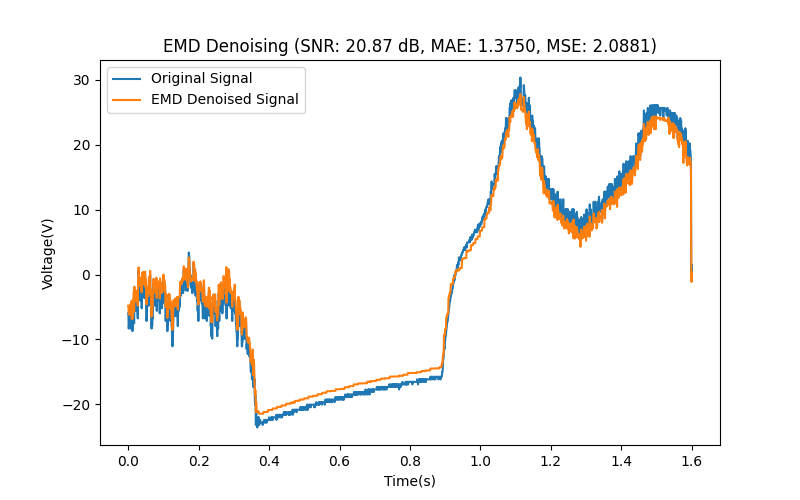 EMD Denoising (SNR: 20.87 dB, MAE: 1.3750, MSE: 2.0881)
Original Signal
EMD Denoised Signal
Voltage(V)
30
20
10
0
−10
−20
0.0 0.2 0.4 0.6 0.8 1.0 1.2 1.4 1.6
Time(s)